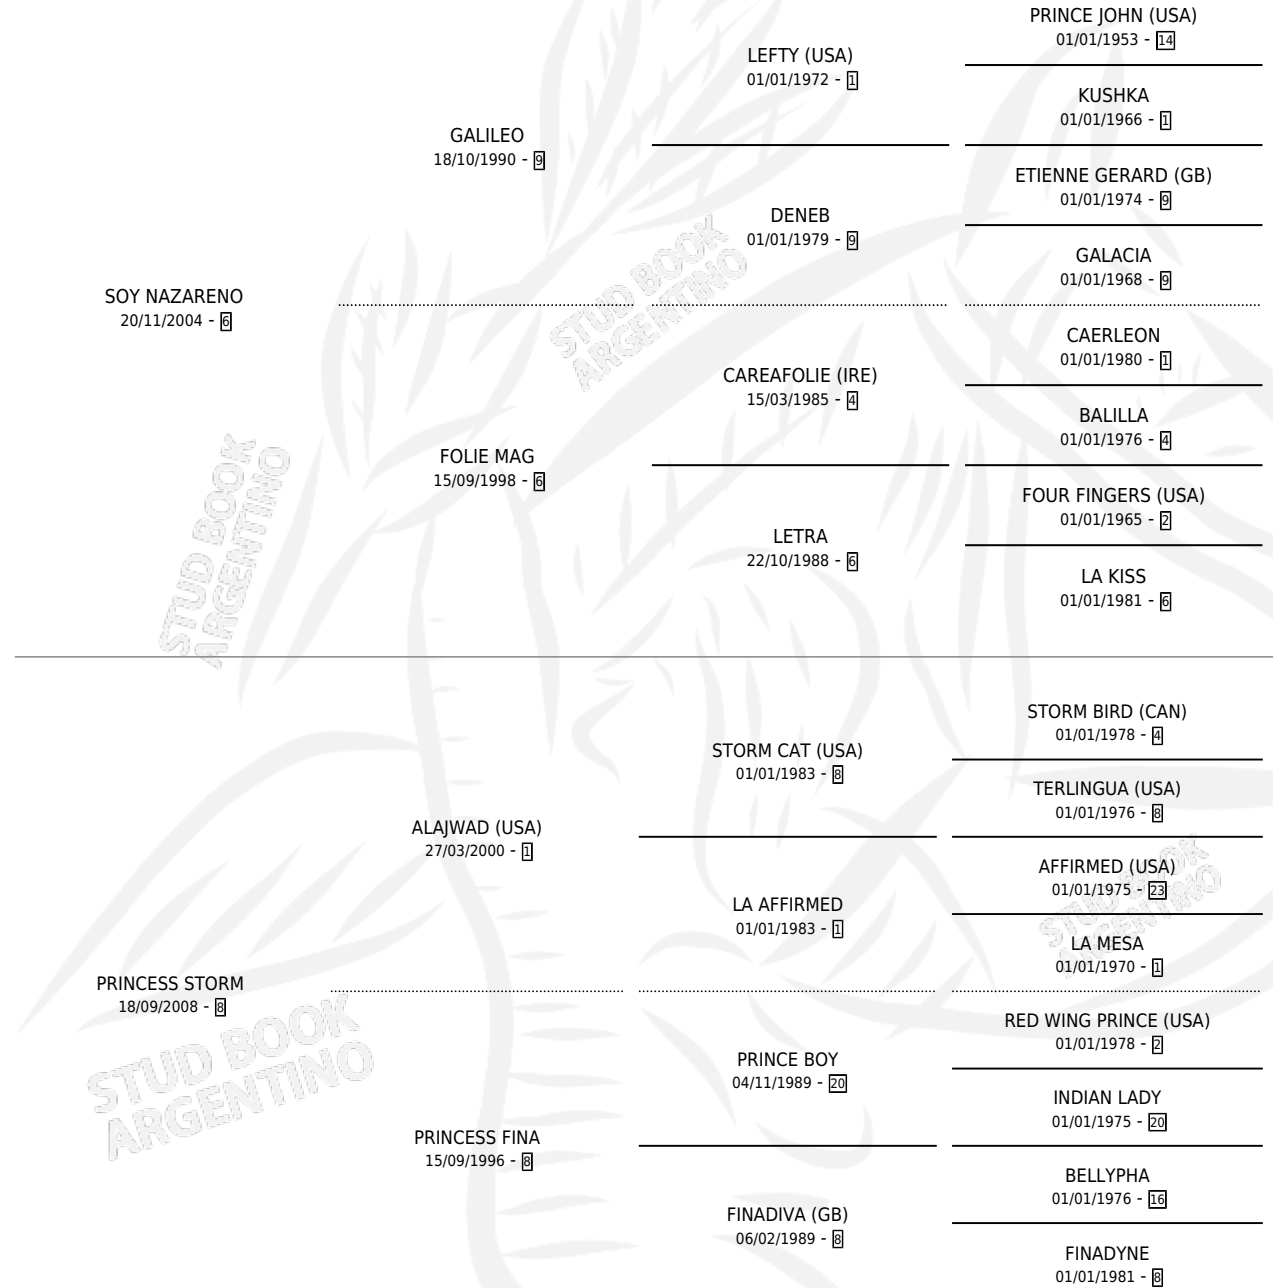 PRINCE JOHN (USA)
01/01/1953 - 14
LEFTY (USA)
01/01/1972 - 1
KUSHKA
01/01/1966 - 1
GALILEO
18/10/1990 - 9
ETIENNE GERARD (GB)
01/01/1974 - 9
DENEB
01/01/1979 - 9
GALACIA
01/01/1968 - 9
SOY NAZARENO
20/11/2004 - 6
STUD BOOK
ARGENTINO
CAERLEON
01/01/1980 - 1
CAREAFOLIE (IRE)
15/03/1985 - 4
BALILLA
01/01/1976 - 4
FOLIE MAG
15/09/1998 - 6
FOUR FINGERS (USA)
01/01/1965 - 2
LETRA
22/10/1988 - 6
LA KISS
01/01/1981 - 6
STUD BOOK
ARGENTINO
STORM BIRD (CAN)
01/01/1978 - 4
STORM CAT (USA)
01/01/1983 - 8
TERLINGUA (USA)
01/01/1976 - 8
ALAJWAD (USA)
27/03/2000 - 1
AFFIRMED (USA)
01/01/1975 - 23
LA AFFIRMED
01/01/1983 - 1
LA MESA
01/01/1970 - 1
STUD BOOK
ARGENTINO
PRINCESS STORM
18/09/2008 - 8
RED WING PRINCE (USA)
01/01/1978 - 2
PRINCE BOY
04/11/1989 - 20
INDIAN LADY
01/01/1975 - 20
STUD BOOK
ARGENTINO
PRINCESS FINA
15/09/1996 - 8
BELLYPHA
01/01/1976 - 16
FINADIVA (GB)
06/02/1989 - 8
FINADYNE
01/01/1981 - 8